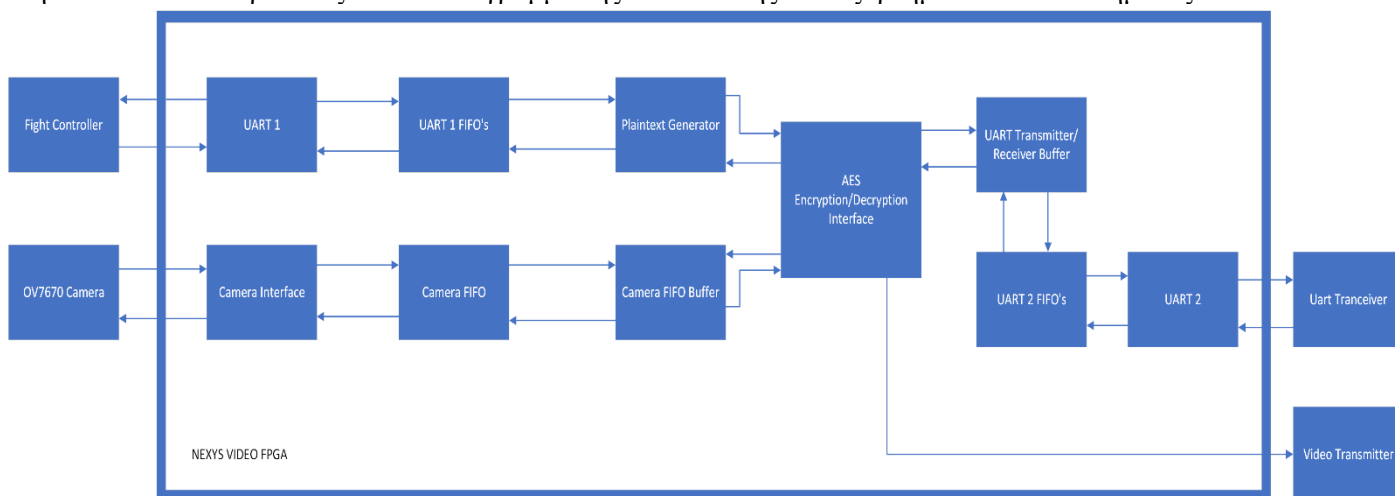 Fight Controller
UART 1
UART 1 FIFO's
Plaintext Generator
AES
Encryption/Decryption
Interface
UART Transmitter/
Receiver Buffer
OV7670 Camera
Camera Interface
Camera FIFO
Camera FIFO Buffer
UART 2 FIFO's
UART 2
Uart Tranceiver
NEXYS VIDEO FPGA
Video Transmitter